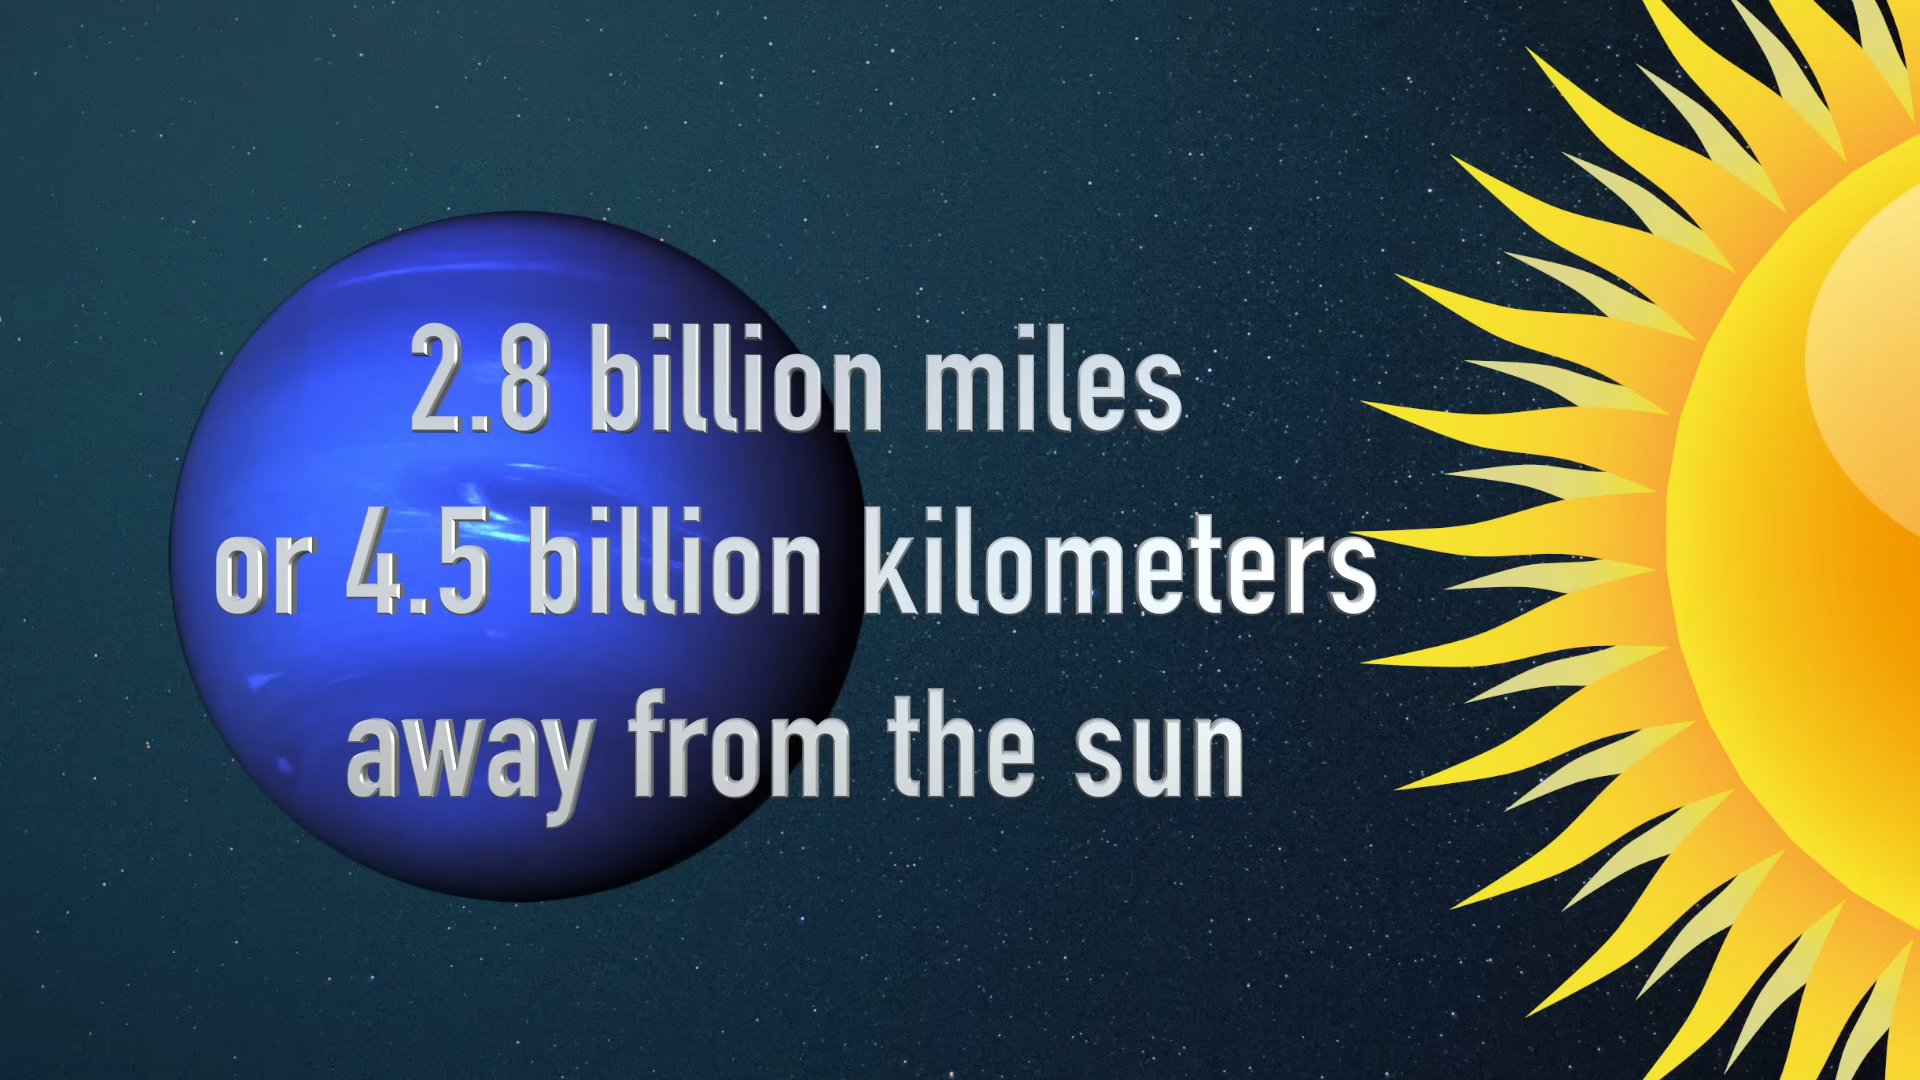 2.8 billion miles
or 4.5 billion kilometers
away from the sun